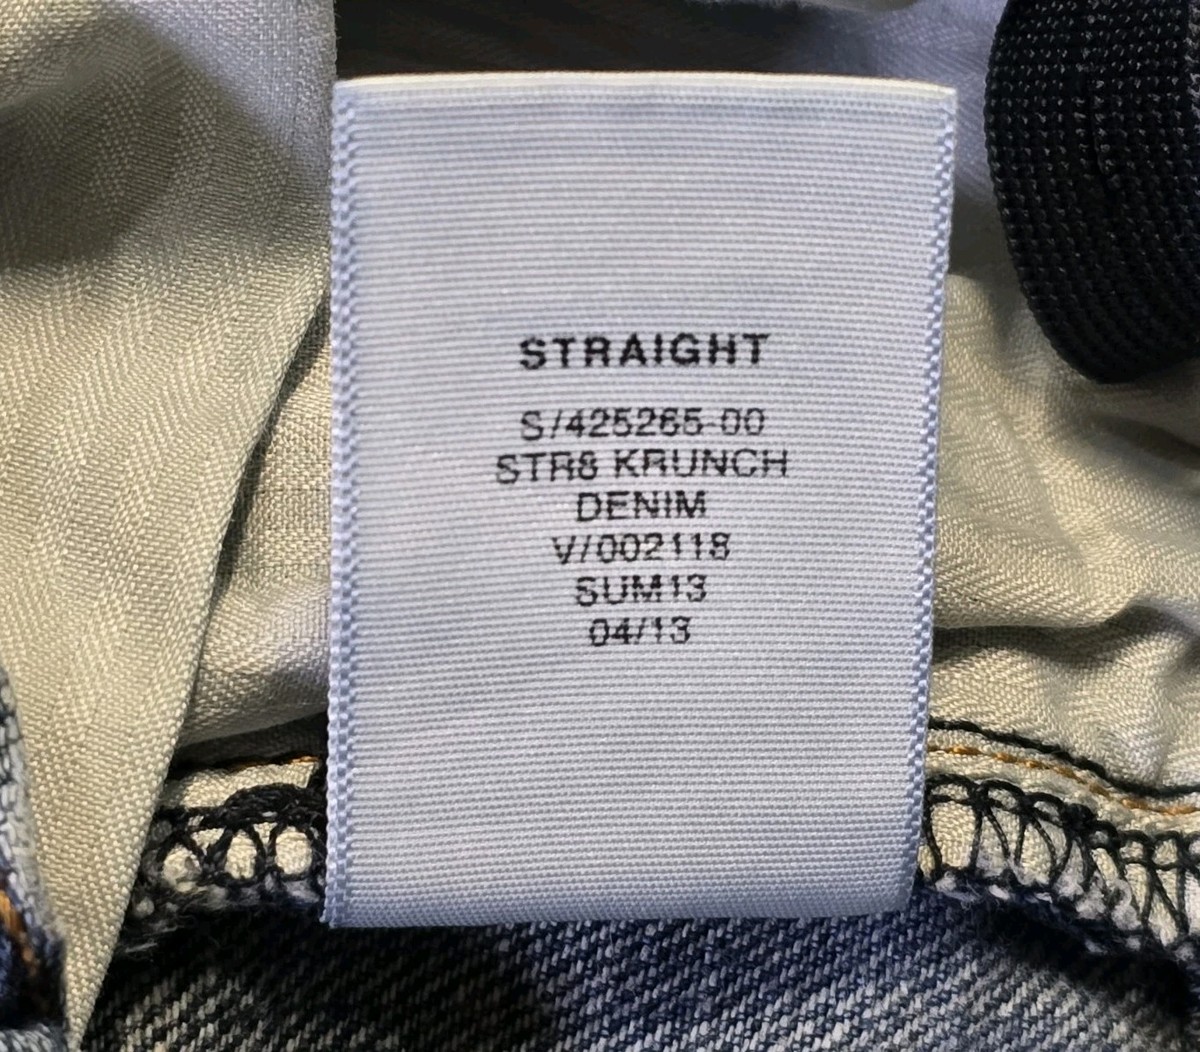 STRAIGHT
S/425265-00
STR8 KRUNCH
DENIM
V/002118
SUM13
04/13